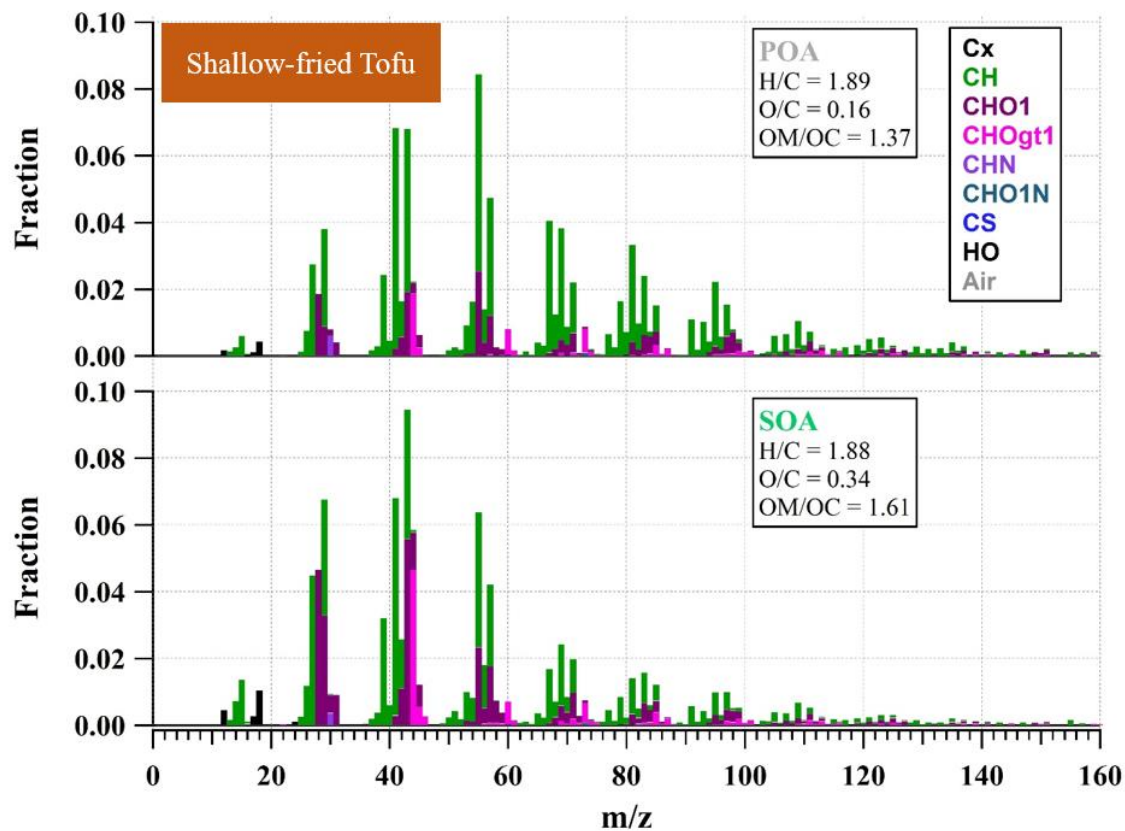 Shallow-fried Tofu
0.10
0.08
0.06
0.04
0.02
0.00
Fraction
POA
H/C = 1.89
O/C = 0.16
OM/OC = 1.37
Cx
CH
CHO1
CHOgt1
CHN
CHO1N
CS
HO
Air
0.10
0.08
0.06
0.04
0.02
0.00
Fraction
SOA
H/C = 1.88
O/C = 0.34
OM/OC = 1.61
0 20 40 60 80 100 120 140 160
m/z